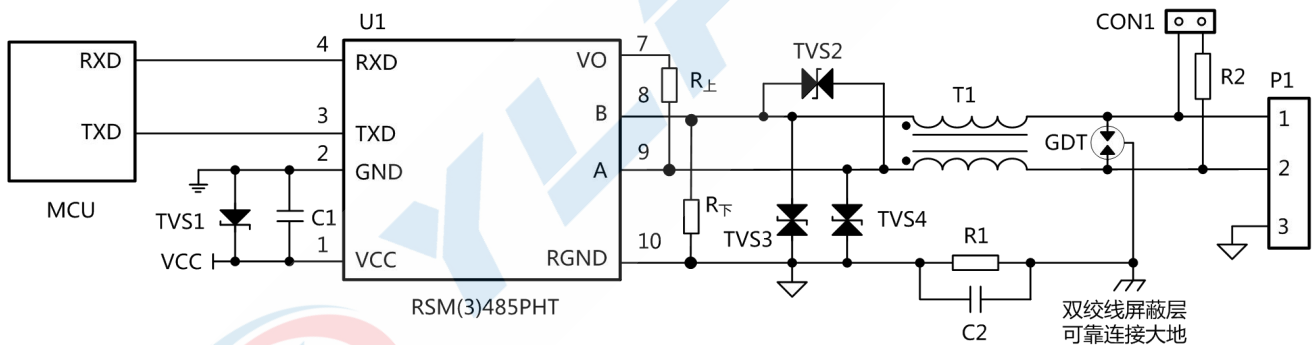 U1
CON1
TVS2
RXD
4
RXD
VO
7
R上
R2
P1
8
T1
B
1
TXD
3
TXD
GDT
2
GND
9
A
2
MCU
TVS1
C1
R下
TVS3
TVS4
3
VCC
1
VCC
RGND
10
R1
RSM(3)485PHT
C2
双绞线屏蔽层
可靠连接大地